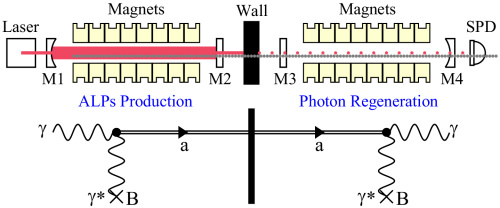 Laser Magnets Wall Magnets SPD
M1 M2 M3 M4
ALPs Production Photon Regeneration
γ a a γ
γ* B γ* B